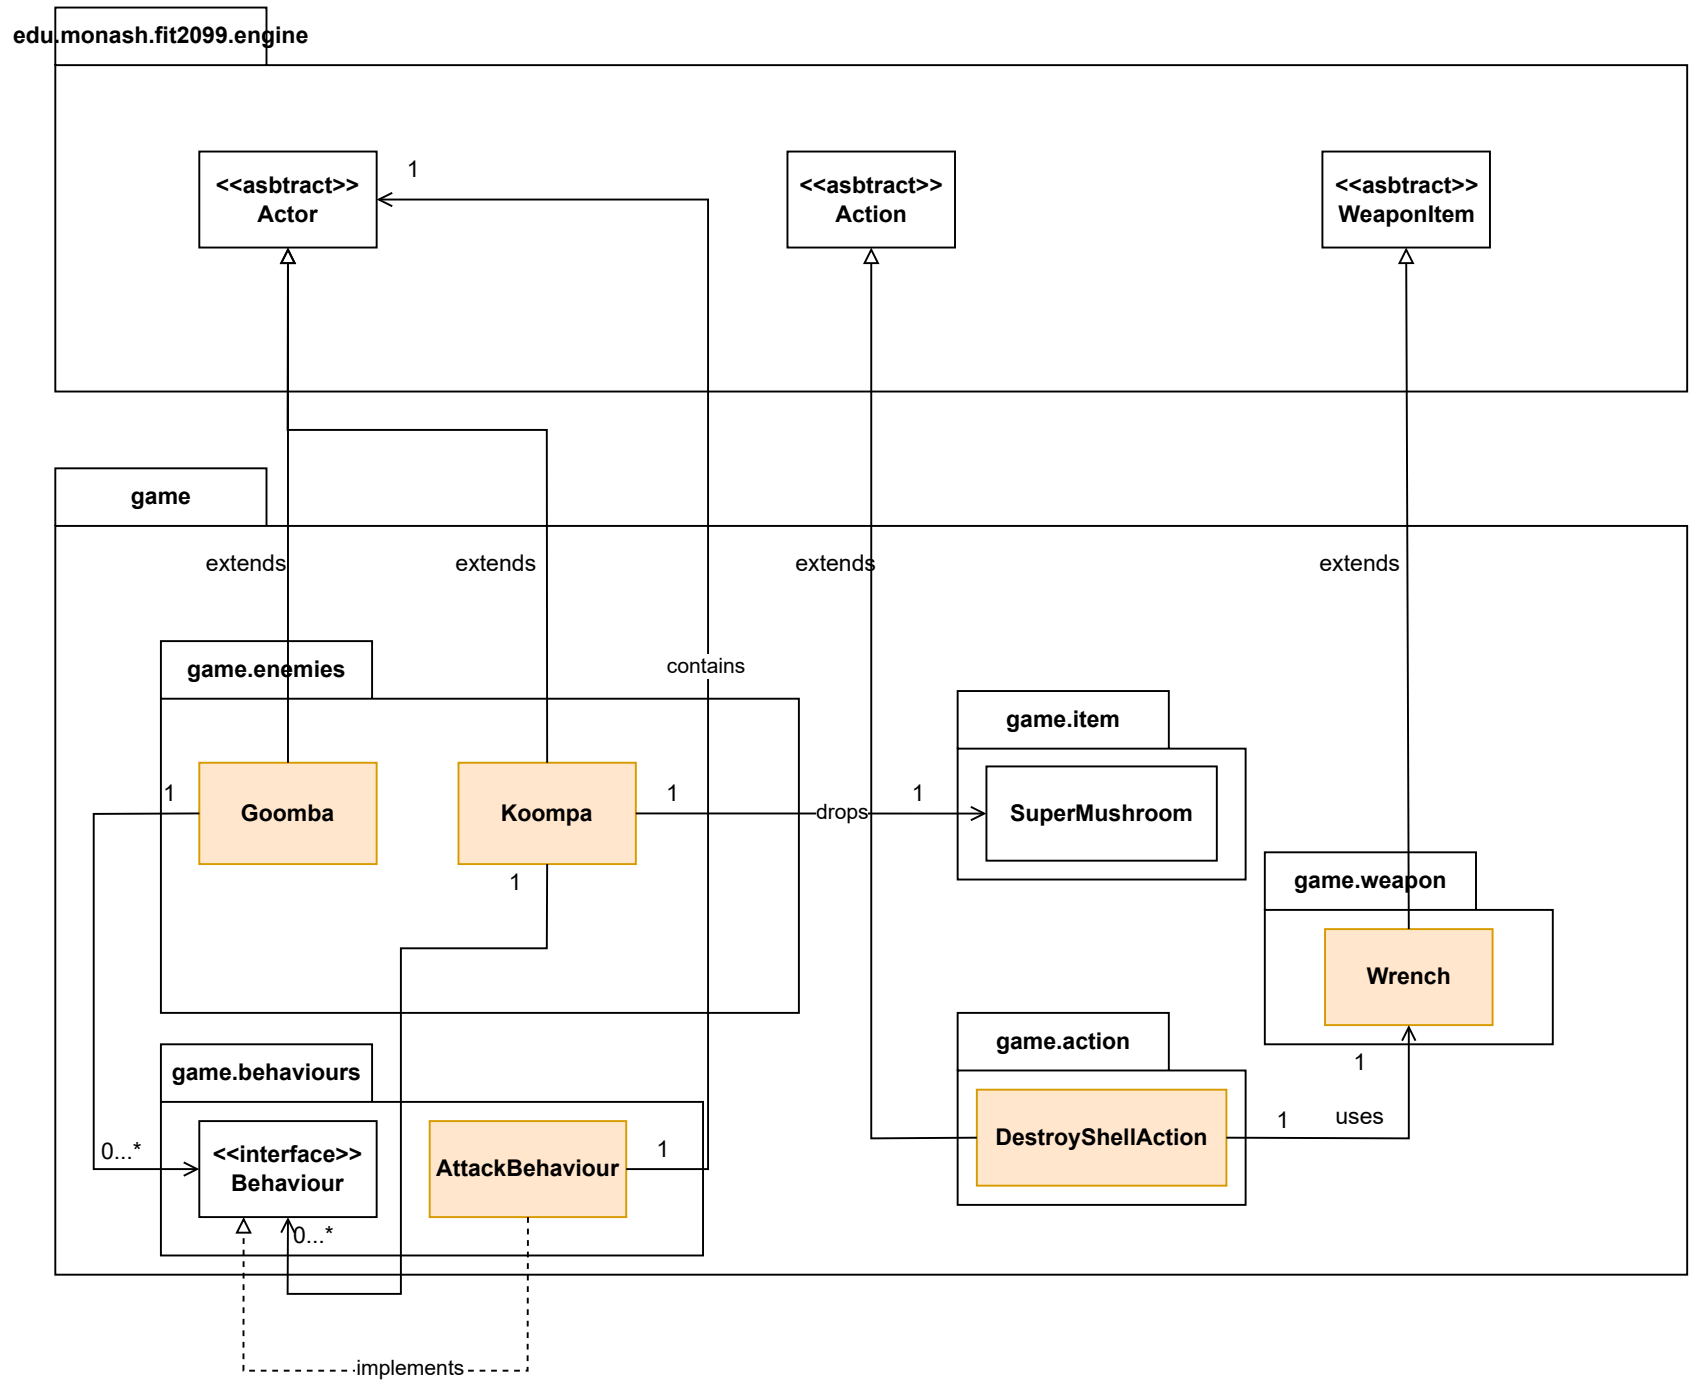 edu.monash.fit2099.engine
<<asbtract>>
Actor
1
<<asbtract>>
Action
<<asbtract>>
WeaponItem
game
extends
extends
extends
extends
game.enemies
contains
game.item
1
Goomba
Koompa
1
drops
1
SuperMushroom
1
game.weapon
Wrench
game.action
1
game.behaviours
DestroyShellAction
1
uses
0...*
<<interface>>
Behaviour
AttackBehaviour
1
0...*
implements